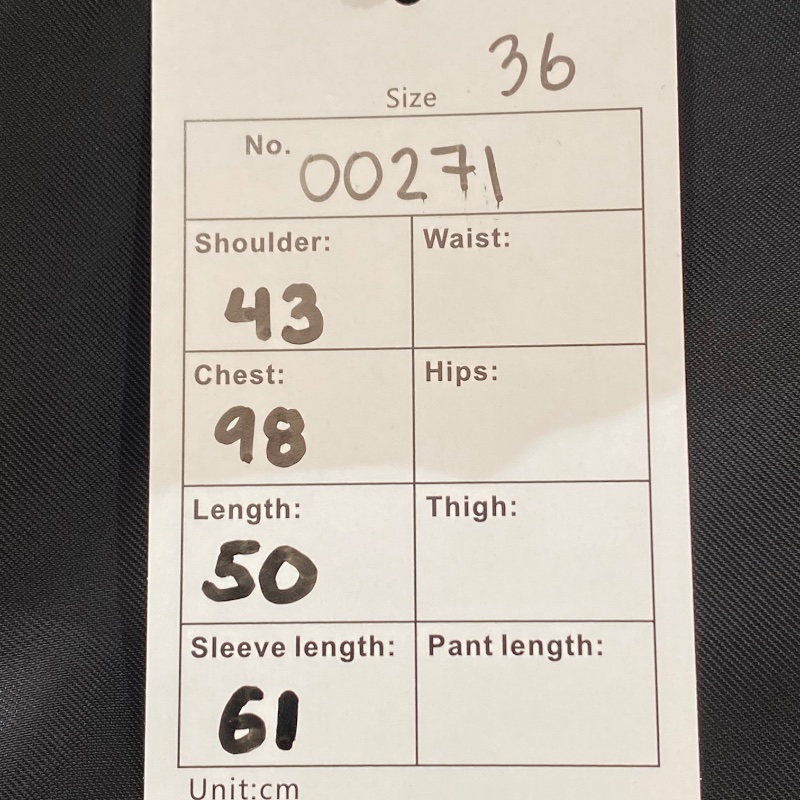 Size 36
No. 00271
Shoulder: Waist:
43
Chest: Hips:
98
Length: Thigh:
50
Sleeve length: Pant length:
61
Unit:cm